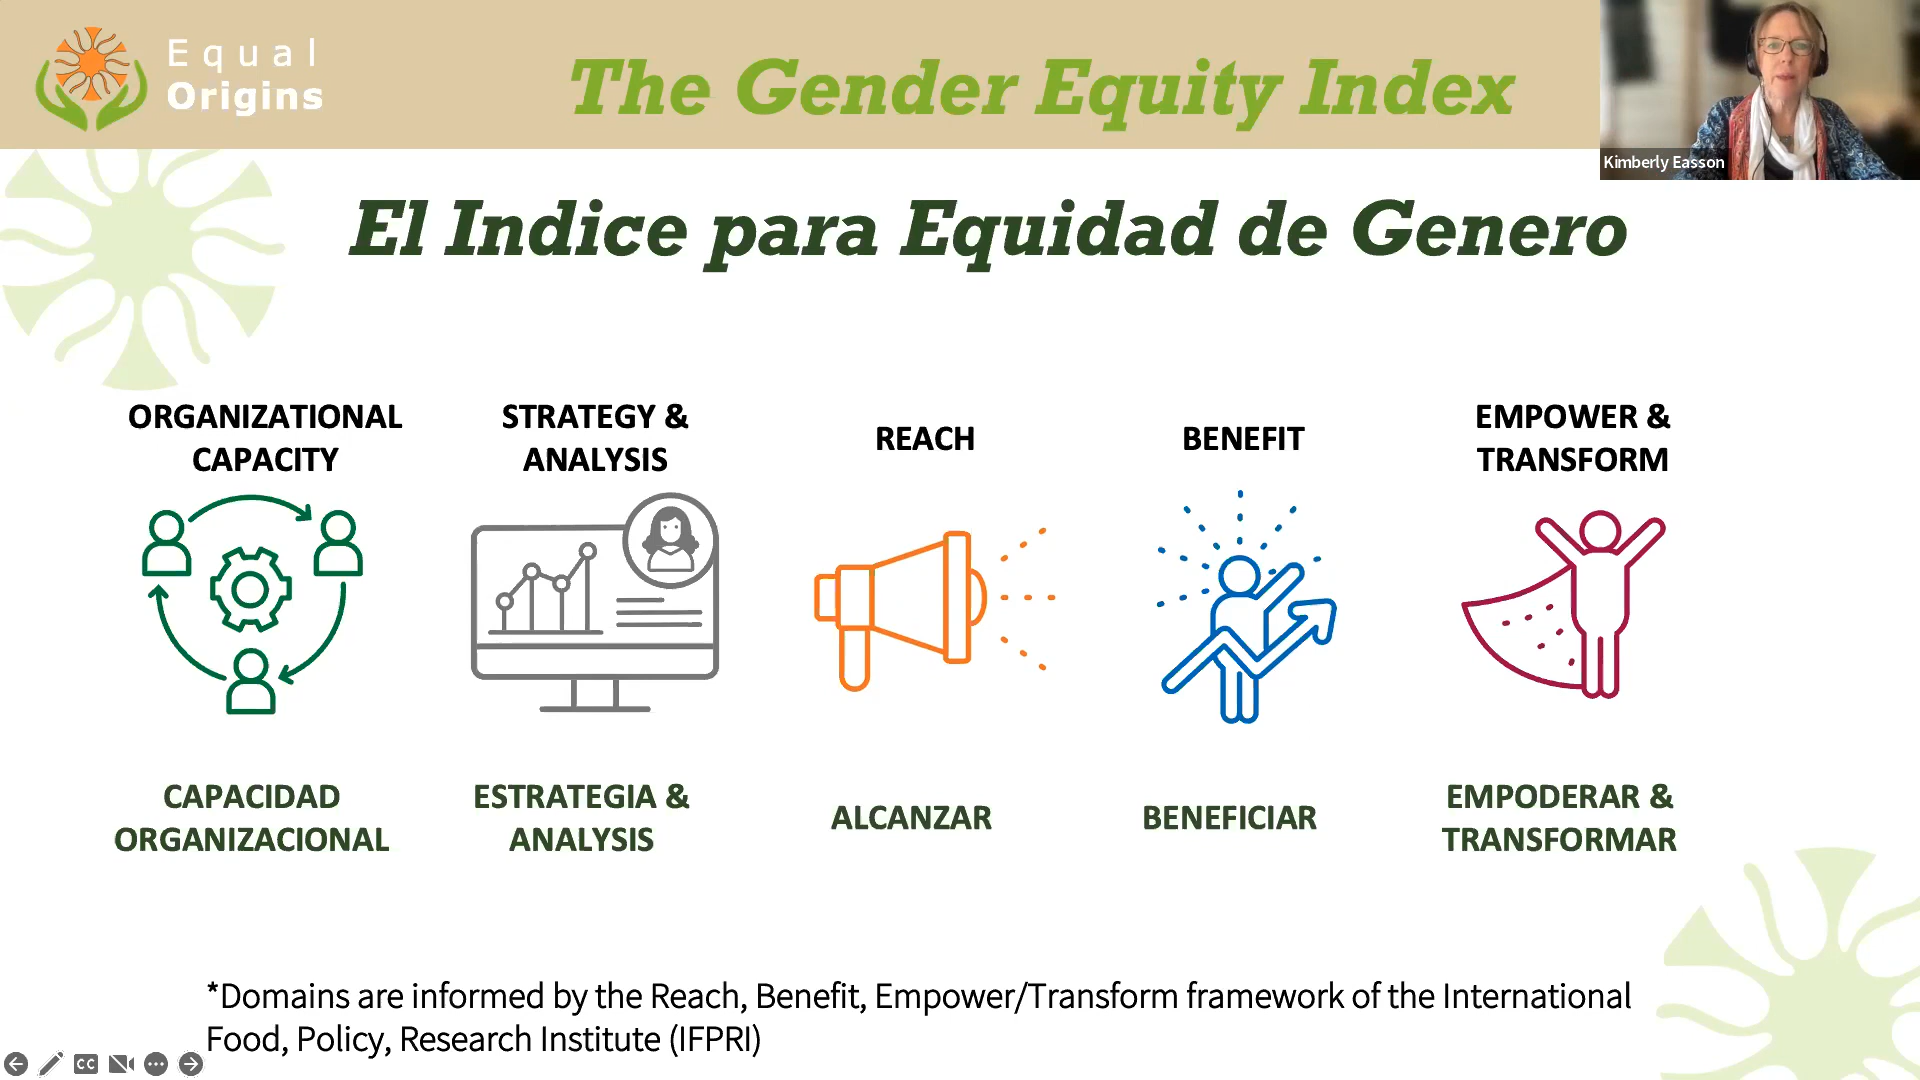 Equal
Origins
The Gender Equity Index
Kimberly Easson
El Indice para Equidad de Genero
ORGANIZATIONAL
CAPACITY
STRATEGY &
ANALYSIS
REACH
BENEFIT
EMPOWER &
TRANSFORM
CAPACIDAD
ORGANIZACIONAL
ESTRATEGIA &
ANALYSIS
ALCANZAR
BENEFICIAR
EMPODERAR &
TRANSFORMAR
*Domains are informed by the Reach, Benefit, Empower/Transform framework of the International
Food, Policy, Research Institute (IFPRI)
CC